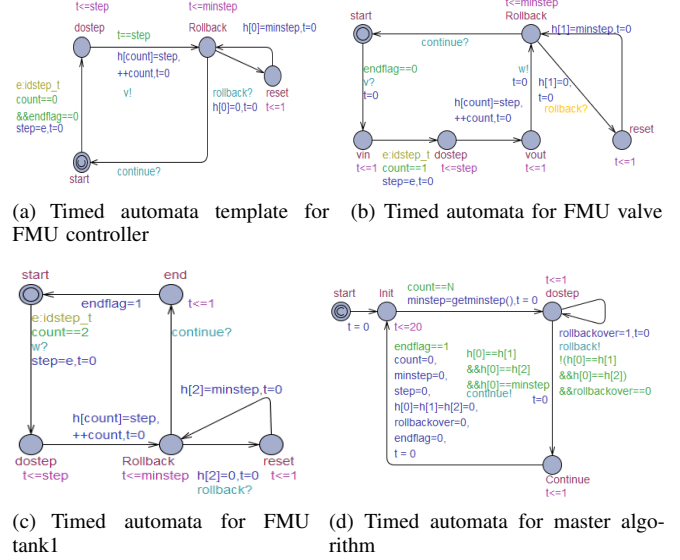 t<=step
t<=minstep
dostep
Rollback
h[0]=minstep,t=0
t==step
h[count]=step,
++count,t=0
v!
e:idstep_t
count==0
&&endflag==0
step=e,t=0
rollback?
h[0]=0,t=0
reset
t<=1
continue?
start
(a) Timed automata template for
FMU controller
t<=minstep
start
Rollback
h[1]=minstep,t=0
continue?
endflag==0
v?
t=0
w!
t=0
h[1]=0,
t=0
rollback?
h[count]=step,
++count,t=0
reset
t<=1
vin
t<=1
e:idstep_t
count==1
step=e,t=0
dostep
t<=step
vout
t<=1
(b) Timed automata for FMU valve
start
end
endflag=1
t<=1
e:idstep_t
count==2
w?
step=e,t=0
continue?
h[2]=minstep,t=0
h[count]=step,
++count,t=0
dostep
t<=step
Rollback
t<=minstep
h[2]=0,t=0
rollback?
reset
t<=1
(c) Timed automata for FMU
tank1
start
Init
count==N
minstep=getminstep(),t = 0
t<=1
dostep
t = 0
t<=20
rollbackover=1,t=0
rollback!
!(h[0]==h[1]
&&h[0]==h[2])
&&rollbackover==0
endflag==1
count=0,
minstep=0,
step=0,
h[0]=h[1]=h[2]=0,
rollbackover=0,
endflag=0,
t = 0
h[0]==h[1]
&&h[0]==h[2]
&&h[0]==minstep
continue!
t=0
Continue
t<=1
(d) Timed automata for master algo-
rithm